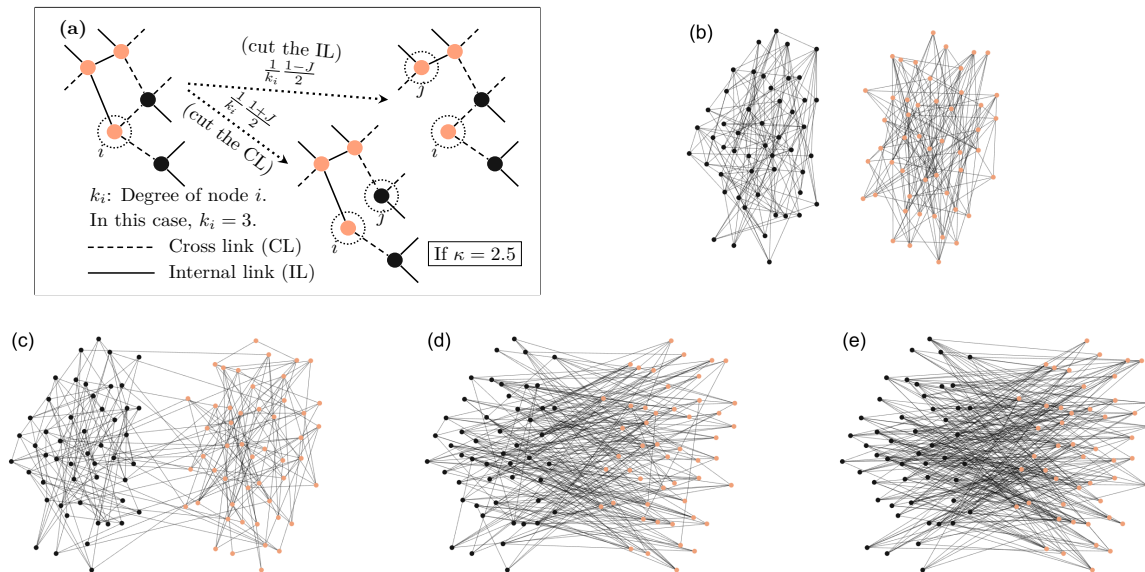 (a)
(cut the IL)
1/k_i 1−J/2
j
1/k_i 1+J/2
(cut the CL)
i
i
j
i
k_i: Degree of node i.
In this case, k_i = 3.
Cross link (CL)
Internal link (IL)
If κ = 2.5
(b)
(c)
(d)
(e)